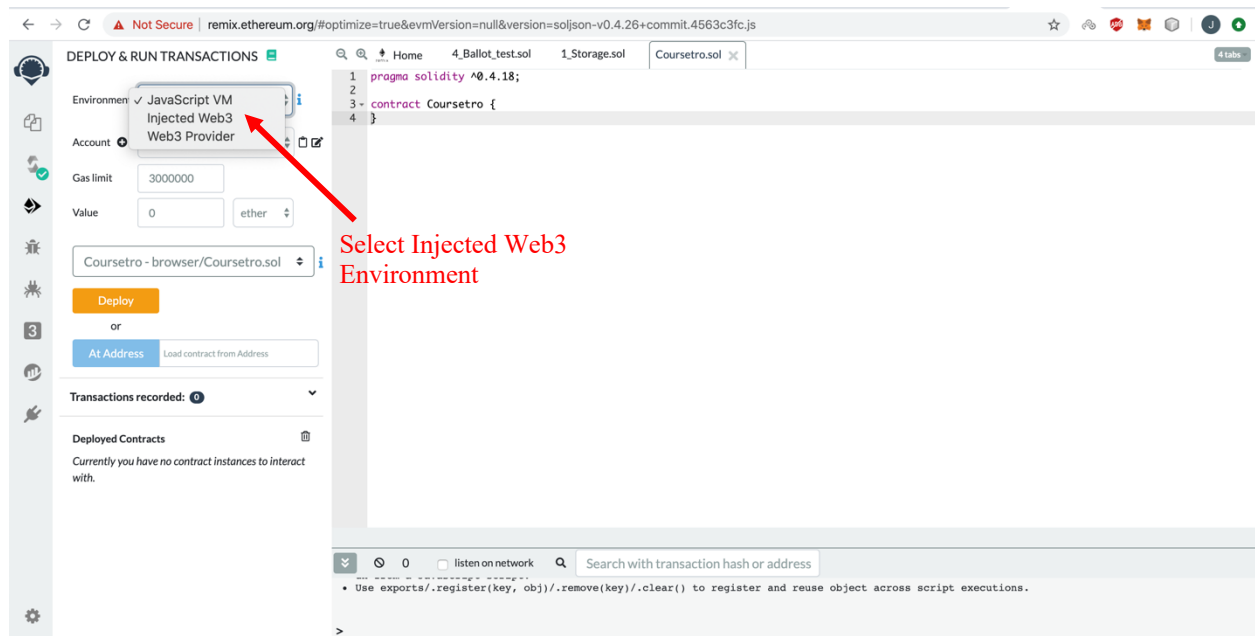 Not Secure | remix.ethereum.org/#optimize=true&evmVersion=null&version=soljson-v0.4.26+commit.4563c3fc.js
ABP
J
DEPLOY & RUN TRANSACTIONS
Environment
✓ JavaScript VM
Injected Web3
Web3 Provider
i
Account
Gas limit
3000000
Value
0
ether
Coursetro - browser/Coursetro.sol
i
Deploy
or
At Address
Load contract from Address
Transactions recorded: 0
Deployed Contracts
Currently you have no contract instances to interact
with.
3
Home
4_Ballot_test.sol
1_Storage.sol
Coursetro.sol
4 tabs
1 pragma solidity ^0.4.18;
2
3 contract Coursetro {
4 }
Select Injected Web3
Environment
0
listen on network
Search with transaction hash or address
• Use exports/.register(key, obj)/.remove(key)/.clear() to register and reuse object across script executions.
>